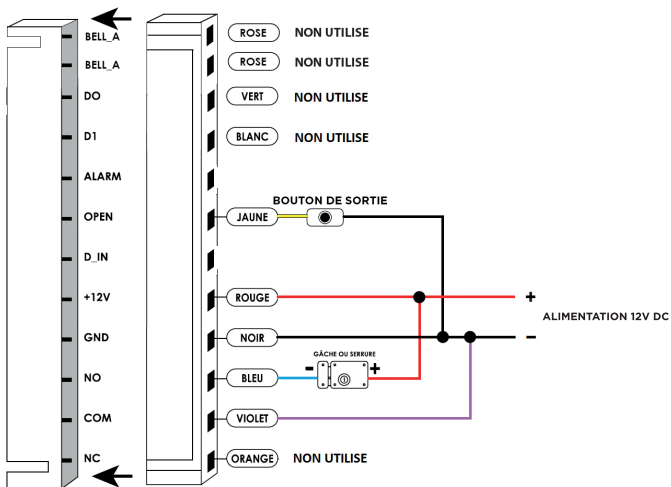 BELL_A ROSE NON UTILISE
BELL_A ROSE NON UTILISE
DO VERT NON UTILISE
D1 BLANC NON UTILISE
ALARM
BOUTON DE SORTIE
OPEN JAUNE
D_IN
+12V ROUGE +
ALIMENTATION 12V DC
GND NOIR -
GÂCHE OU SERRURE
- +
NO BLEU
COM VIOLET
NC ORANGE NON UTILISE